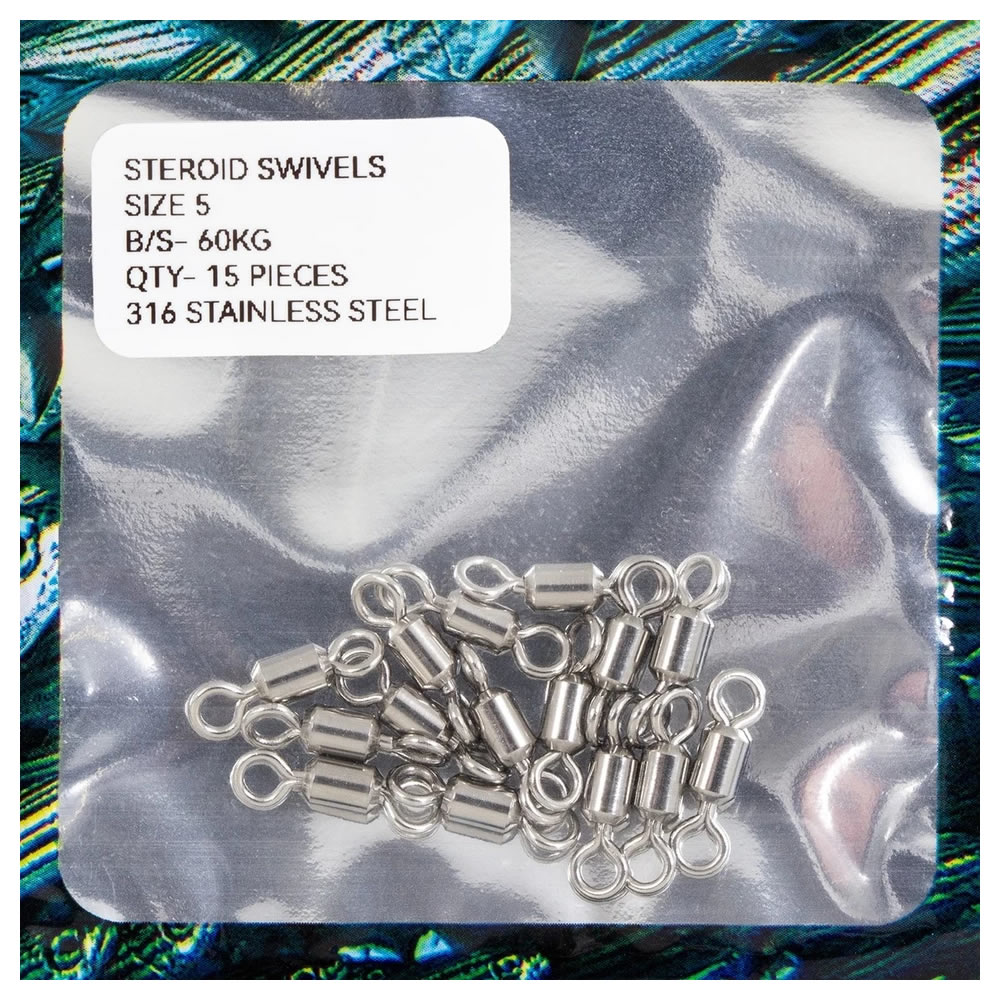 STEROID SWIVELS
SIZE 5
B/S- 60KG
QTY- 15 PIECES
316 STAINLESS STEEL